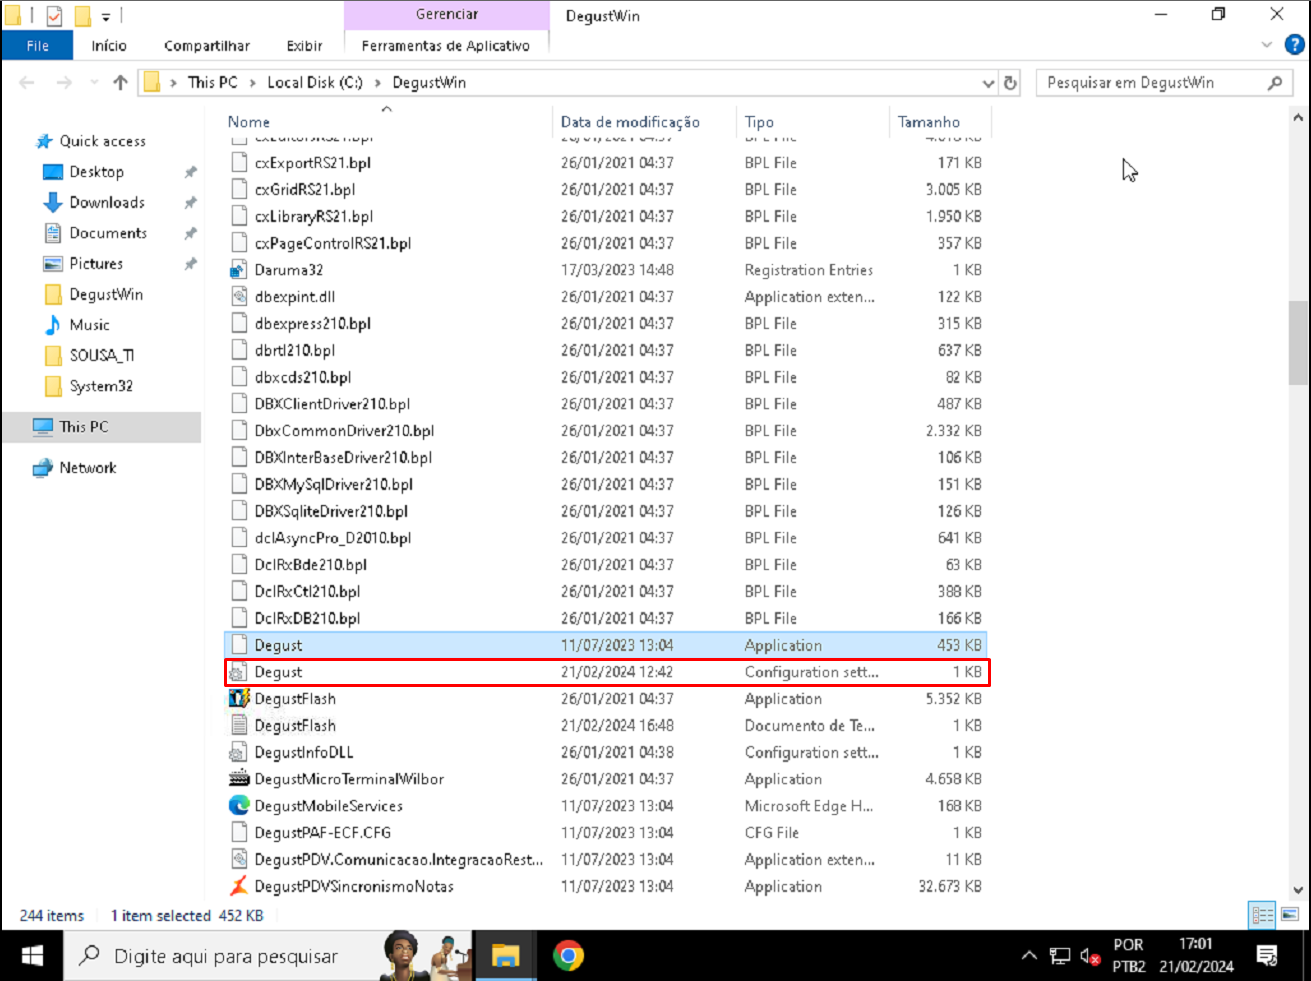 Gerenciar
DegustWin
File Início Compartilhar Exibir Ferramentas de Aplicativo
This PC Local Disk (C:) DegustWin
Pesquisar em DegustWin
Nome Data de modificação Tipo Tamanho
Quick access
Desktop
Downloads
Documents
Pictures
DegustWin
Music
SOUSA_TI
System32
This PC
Network
cxEditorsRS21.bpl 26/01/2021 04:37 BPL File
cxExportRS21.bpl 26/01/2021 04:37 BPL File 171 KB
cxGridRS21.bpl 26/01/2021 04:37 BPL File 3.005 KB
cxLibraryRS21.bpl 26/01/2021 04:37 BPL File 1.950 KB
cxPageControlRS21.bpl 26/01/2021 04:37 BPL File 357 KB
Daruma32 17/03/2023 14:48 Registration Entries 1 KB
dbexpint.dll 26/01/2021 04:37 Application exten... 122 KB
dbexpress210.bpl 26/01/2021 04:37 BPL File 315 KB
dbrtl210.bpl 26/01/2021 04:37 BPL File 637 KB
dbxcds210.bpl 26/01/2021 04:37 BPL File 82 KB
DBXClientDriver210.bpl 26/01/2021 04:37 BPL File 487 KB
DbxCommonDriver210.bpl 26/01/2021 04:37 BPL File 2.332 KB
DBXInterBaseDriver210.bpl 26/01/2021 04:37 BPL File 106 KB
DBXMySqlDriver210.bpl 26/01/2021 04:37 BPL File 151 KB
DBXSqliteDriver210.bpl 26/01/2021 04:37 BPL File 126 KB
dclAsyncPro_D2010.bpl 26/01/2021 04:37 BPL File 641 KB
DclRxBde210.bpl 26/01/2021 04:37 BPL File 63 KB
DclRxCtl210.bpl 26/01/2021 04:37 BPL File 388 KB
DclRxDB210.bpl 26/01/2021 04:37 BPL File 166 KB
Degust 11/07/2023 13:04 Application 453 KB
Degust 21/02/2024 12:42 Configuration sett... 1 KB
DegustFlash 26/01/2021 04:37 Application 5.352 KB
DegustFlash 21/02/2024 16:48 Documento de Te... 1 KB
DegustInfoDLL 26/01/2021 04:38 Configuration sett... 1 KB
DegustMicroTerminalWilbor 26/01/2021 04:37 Application 4.658 KB
DegustMobileServices 11/07/2023 13:04 Microsoft Edge H... 168 KB
DegustPAF-ECF.CFG 11/07/2023 13:04 CFG File 1 KB
DegustPDV.Comunicacao.IntegracaoRest... 11/07/2023 13:04 Application exten... 11 KB
DegustPDVSincronismoNotas 11/07/2023 13:04 Application 32.673 KB
244 items 1 item selected 452 KB
Digite aqui para pesquisar
POR
PTB2
17:01
21/02/2024